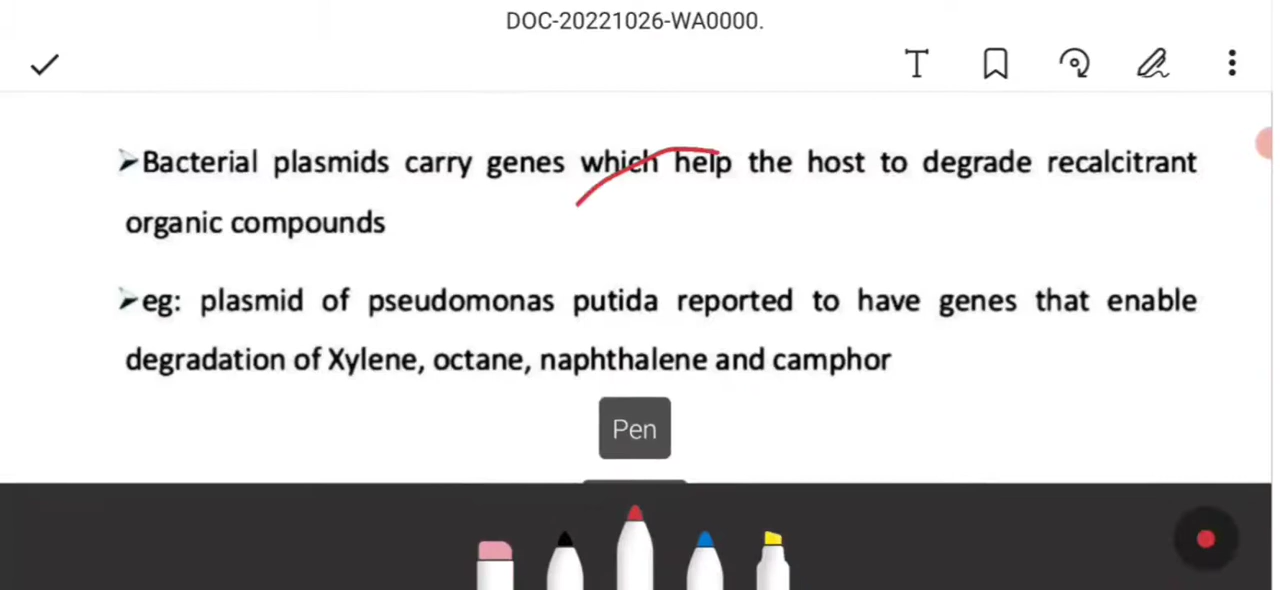 DOC-20221026-WA0000.
T
➢Bacterial plasmids carry genes which help the host to degrade recalcitrant
organic compounds
➢eg: plasmid of pseudomonas putida reported to have genes that enable
degradation of Xylene, octane, naphthalene and camphor
Pen